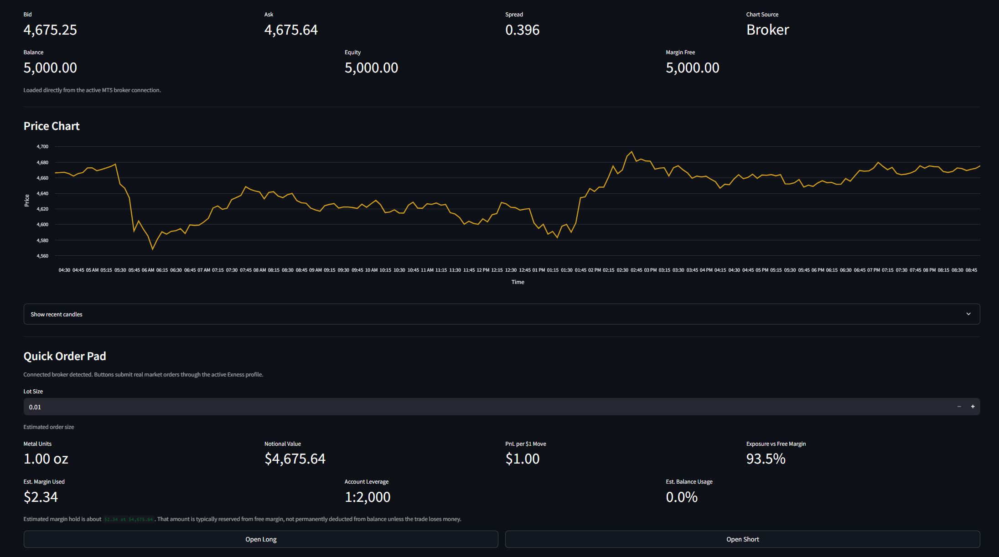 Bid
Ask
Spread
Chart Source
4,675.25
4,675.64
0.396
Broker
Balance
Equity
Margin Free
5,000.00
5,000.00
5,000.00
Loaded directly from the active MT5 broker connection.
Price Chart
4,700
4,680
4,660
4,640
4,620
4,600
4,580
4,560
Price
04:30 04:45 05 AM 05:15 05:30 05:45 06 AM 06:15 06:30 06:45 07 AM 07:15 07:30 07:45 08 AM 08:15 08:30 08:45 09 AM 09:15 09:30 09:45 10 AM 10:15 10:30 10:45 11 AM 11:15 11:30 11:45 12 PM 12:15 12:30 12:45 01 PM 01:15 01:30 01:45 02 PM 02:15 02:30 02:45 03 PM 03:15 03:30 03:45 04 PM 04:15 04:30 04:45 05 PM 05:15 05:30 05:45 06 PM 06:15 06:30 06:45 07 PM 07:15 07:30 07:45 08 PM 08:15 08:30 08:45
Time
Show recent candles
Quick Order Pad
Connected broker detected. Buttons submit real market orders through the active Exness profile.
Lot Size
0.01
Estimated order size
Metal Units
Notional Value
PnL per $1 Move
Exposure vs Free Margin
1.00 oz
$4,675.64
$1.00
93.5%
Est. Margin Used
Account Leverage
Est. Balance Usage
$2.34
1:2,000
0.0%
Estimated margin hold is about $2.34 at $4,675.64. That amount is typically reserved from free margin, not permanently deducted from balance unless the trade loses money.
Open Long
Open Short